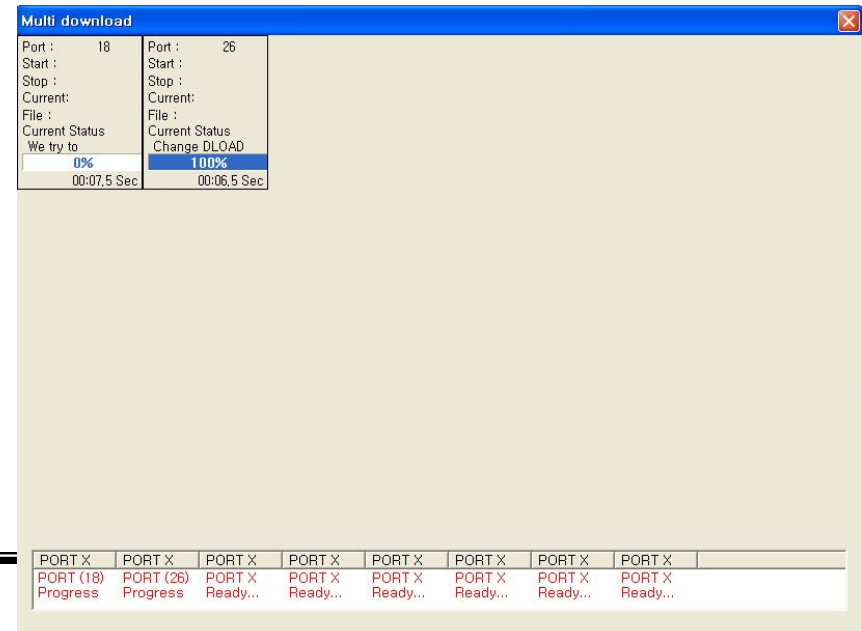 Multi download
Port : 18
Start :
Stop :
Current:
File :
Current Status
We try to
0%
00:07,5 Sec
Port : 26
Start :
Stop :
Current:
File :
Current Status
Change DLOAD
100%
00:06,5 Sec
PORT X PORT X PORT X PORT X PORT X PORT X PORT X PORT X
PORT (18) PORT (26) PORT X PORT X PORT X PORT X PORT X PORT X
Progress Progress Ready... Ready... Ready... Ready... Ready... Ready...